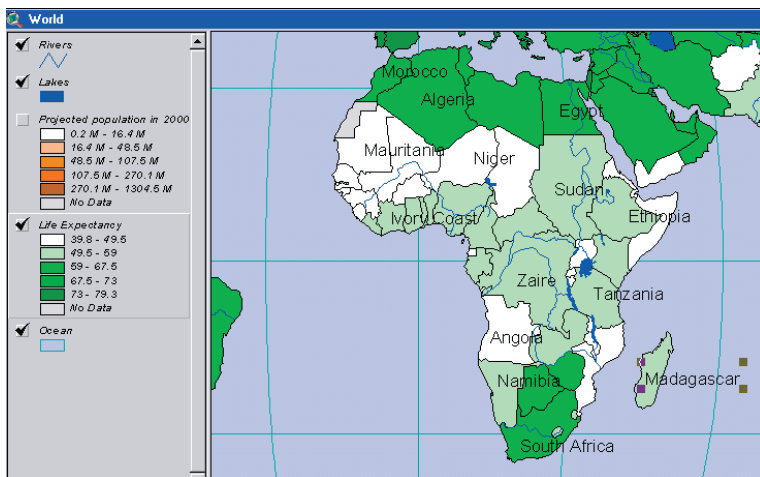 World
Rivers
Lakes
Projected population in 2000
0.2 M - 16.4 M
16.4 M - 48.5 M
48.5 M - 107.5 M
107.5 M - 270.1 M
270.1 M - 1304.5 M
No Data
Life Expectancy
39.8 - 49.5
49.5 - 59
59 - 67.5
67.5 - 73
73 - 79.3
No Data
Ocean
Morocco
Algeria
Egypt
Mauritania
Niger
Sudan
Ivory Coast
Ethiopia
Zaire
Tanzania
Angola
Namibia
Madagascar
South Africa